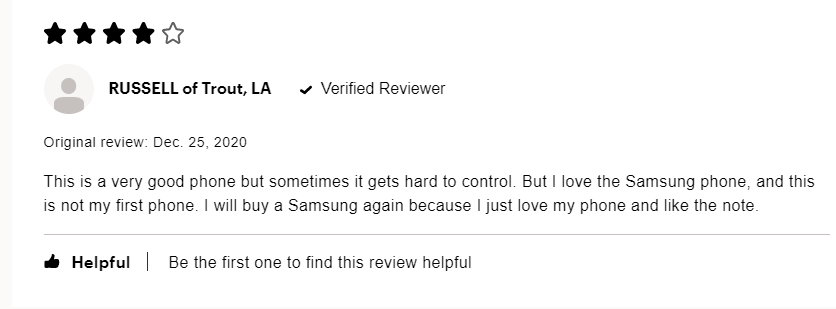 RUSSELL of Trout, LA Verified Reviewer
Original review: Dec. 25, 2020
This is a very good phone but sometimes it gets hard to control. But I love the Samsung phone, and this
is not my first phone. I will buy a Samsung again because I just love my phone and like the note.
Helpful Be the first one to find this review helpful